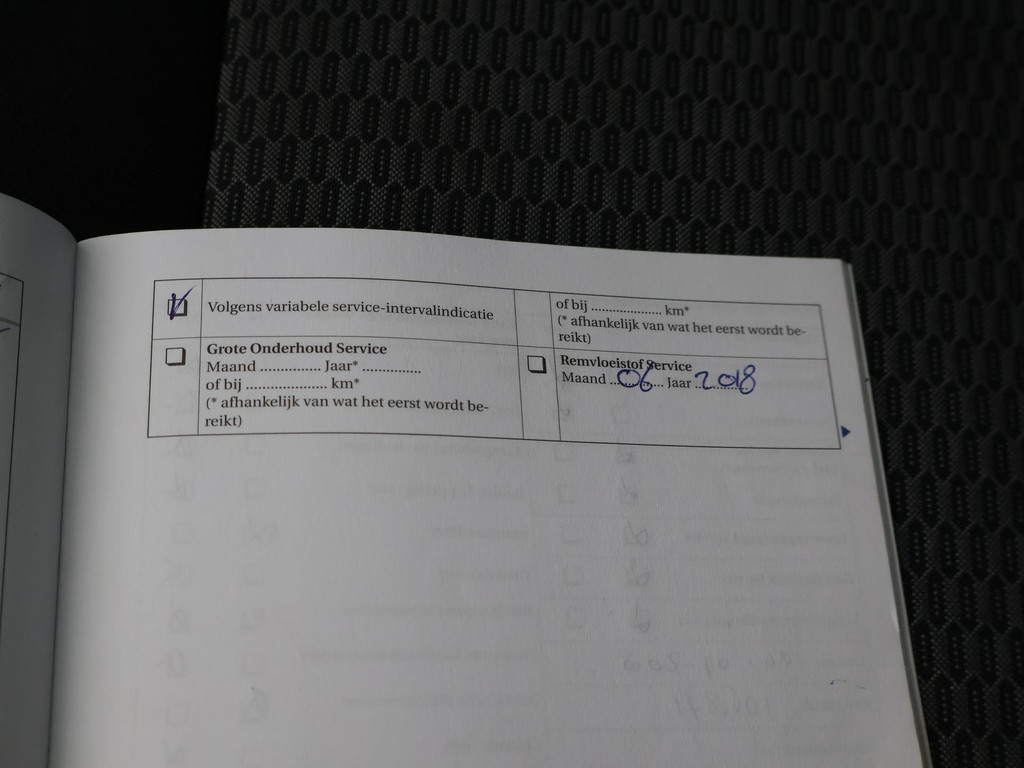 Volgens variabele service-intervalindicatie
of bij .................... km*
(* afhankelijk van wat het eerst wordt be-
reikt)
Grote Onderhoud Service
Maand ............... Jaar* ...............
of bij .................... km*
(* afhankelijk van wat het eerst wordt be-
reikt)
Remvloeistof Service
Maand ...06... Jaar 2018